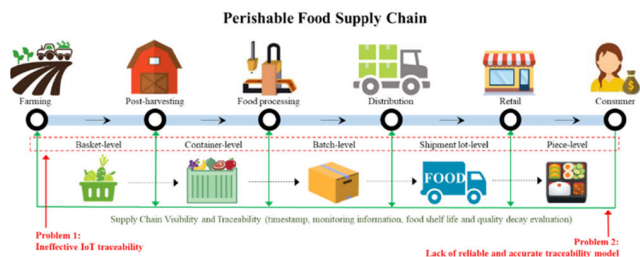 Perishable Food Supply Chain
Farming Post-harvesting Food processing Distribution Retail Consumer
Basket-level Container-level Batch-level Shipment lot-level Piece-level
FOOD
Supply Chain Visibility and Traceability (timestamp, monitoring information, food shelf life and quality decay evaluation)
Problem 1:
Ineffective IoT traceability
Problem 2:
Lack of reliable and accurate traceability model